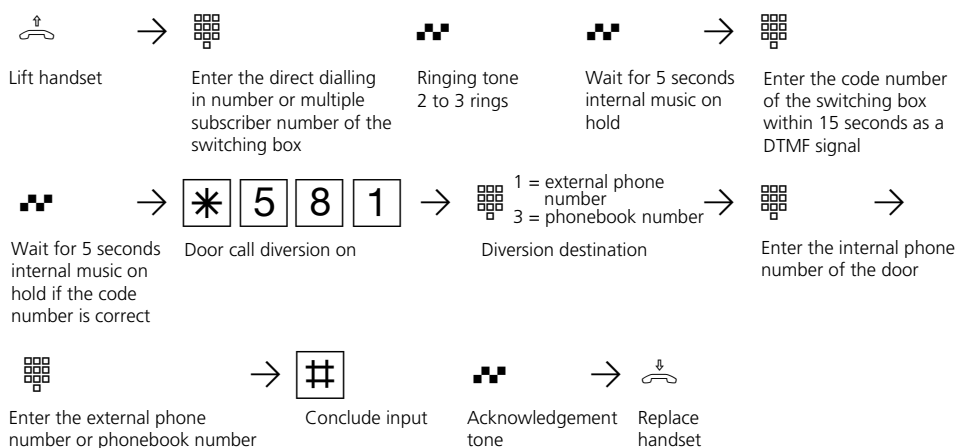 Lift handset
Enter the direct dialling
in number or multiple
subscriber number of the
switching box
Ringing tone
2 to 3 rings
Wait for 5 seconds
internal music on
hold
Enter the code number
of the switching box
within 15 seconds as a
DTMF signal
Wait for 5 seconds
internal music on
hold if the code
number is correct
* 5 8 1
Door call diversion on
1 = external phone
number
3 = phonebook number
Diversion destination
Enter the internal phone
number of the door
Enter the external phone
number or phonebook number
#
Conclude input
Acknowledgement
tone
Replace
handset